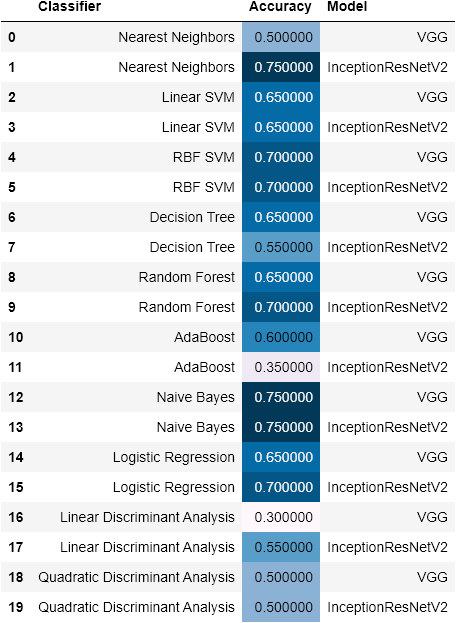 Classifier Accuracy Model
0 Nearest Neighbors 0.500000 VGG
1 Nearest Neighbors 0.750000 InceptionResNetV2
2 Linear SVM 0.650000 VGG
3 Linear SVM 0.650000 InceptionResNetV2
4 RBF SVM 0.700000 VGG
5 RBF SVM 0.700000 InceptionResNetV2
6 Decision Tree 0.650000 VGG
7 Decision Tree 0.550000 InceptionResNetV2
8 Random Forest 0.650000 VGG
9 Random Forest 0.700000 InceptionResNetV2
10 AdaBoost 0.600000 VGG
11 AdaBoost 0.350000 InceptionResNetV2
12 Naive Bayes 0.750000 VGG
13 Naive Bayes 0.750000 InceptionResNetV2
14 Logistic Regression 0.650000 VGG
15 Logistic Regression 0.700000 InceptionResNetV2
16 Linear Discriminant Analysis 0.300000 VGG
17 Linear Discriminant Analysis 0.550000 InceptionResNetV2
18 Quadratic Discriminant Analysis 0.500000 VGG
19 Quadratic Discriminant Analysis 0.500000 InceptionResNetV2